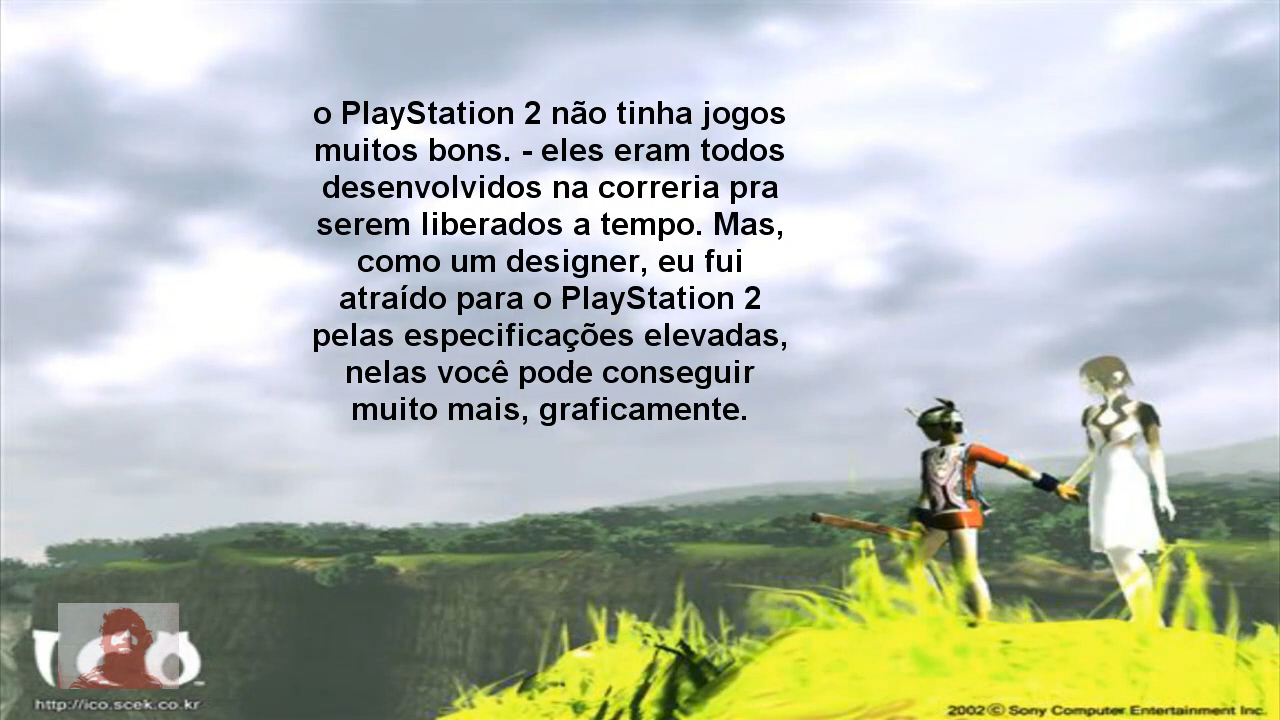 o PlayStation 2 não tinha jogos
muitos bons. - eles eram todos
desenvolvidos na correria pra
serem liberados a tempo. Mas,
como um designer, eu fui
atraído para o PlayStation 2
pelas especificações elevadas,
nelas você pode conseguir
muito mais, graficamente.
ICO
http://ico.scek.co.kr
2002 © Sony Computer Entertainment Inc.